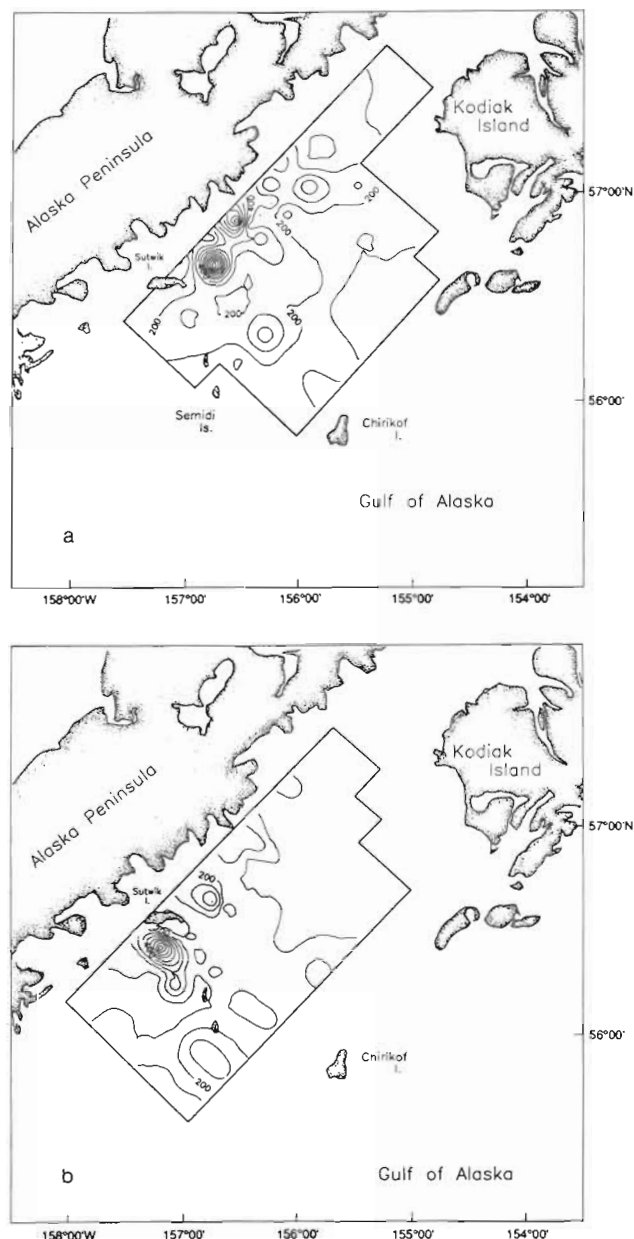 Kodiak
Island
Alaska Peninsula
57°00'N
200
200
Sutwik
I.
200
200
200
56°00'
Semidi
Is.
Chirikof
I.
Gulf of Alaska
a
158°00'W
157°00'
156°00'
155°00'
154°00'
Kodiak
Island
Alaska Peninsula
57°00'N
200
Sutwik
I.
56°00'N
Chirikof
I.
200
b
Gulf of Alaska
158°00'W
157°00'
156°00'
155°00'
154°00'